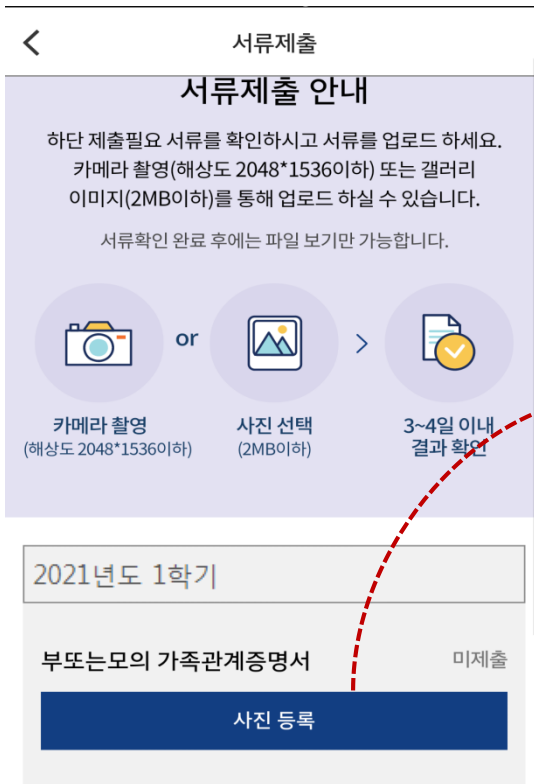 서류제출
서류제출 안내
하단 제출필요 서류를 확인하시고 서류를 업로드 하세요.
카메라 촬영(해상도 2048*1536이하) 또는 갤러리
이미지(2MB이하)를 통해 업로드 하실 수 있습니다.
서류확인 완료 후에는 파일 보기만 가능합니다.
or
카메라 촬영
(해상도 2048*1536이하)
사진 선택
(2MB이하)
3~4일 이내
결과 확인
2021년도 1학기
부또는모의 가족관계증명서
미제출
사진 등록